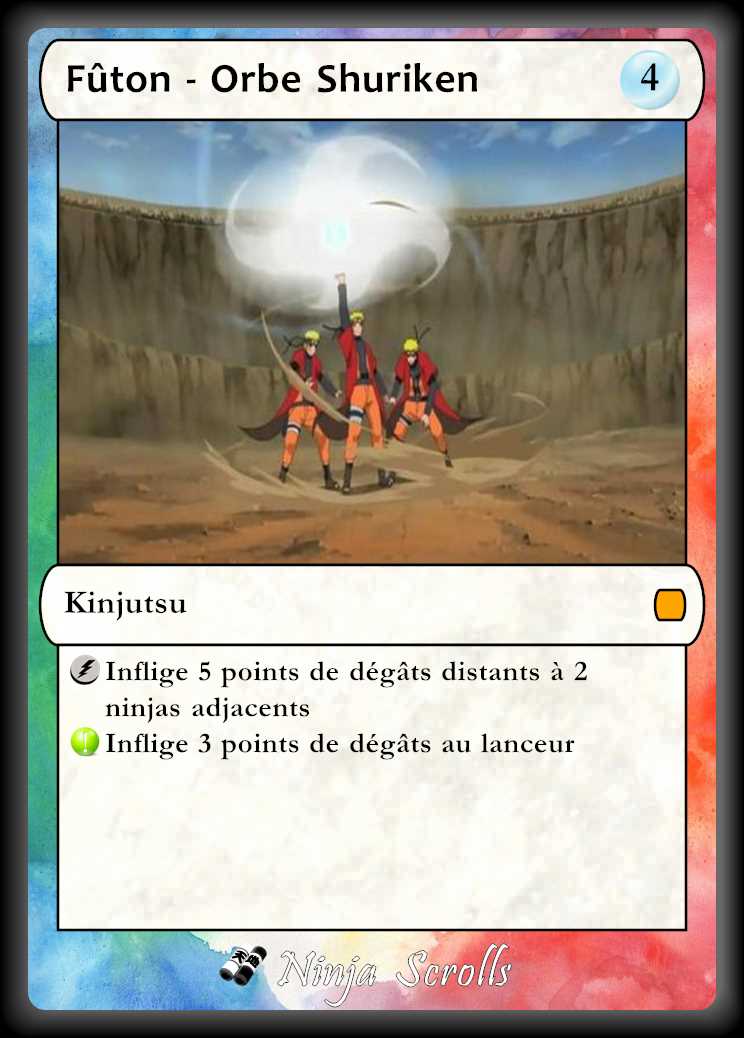 Fûton - Orbe Shuriken
4
Kinjutsu
Inflige 5 points de dégâts distants à 2
ninjas adjacents
Inflige 3 points de dégâts au lanceur
Ninja Scrolls